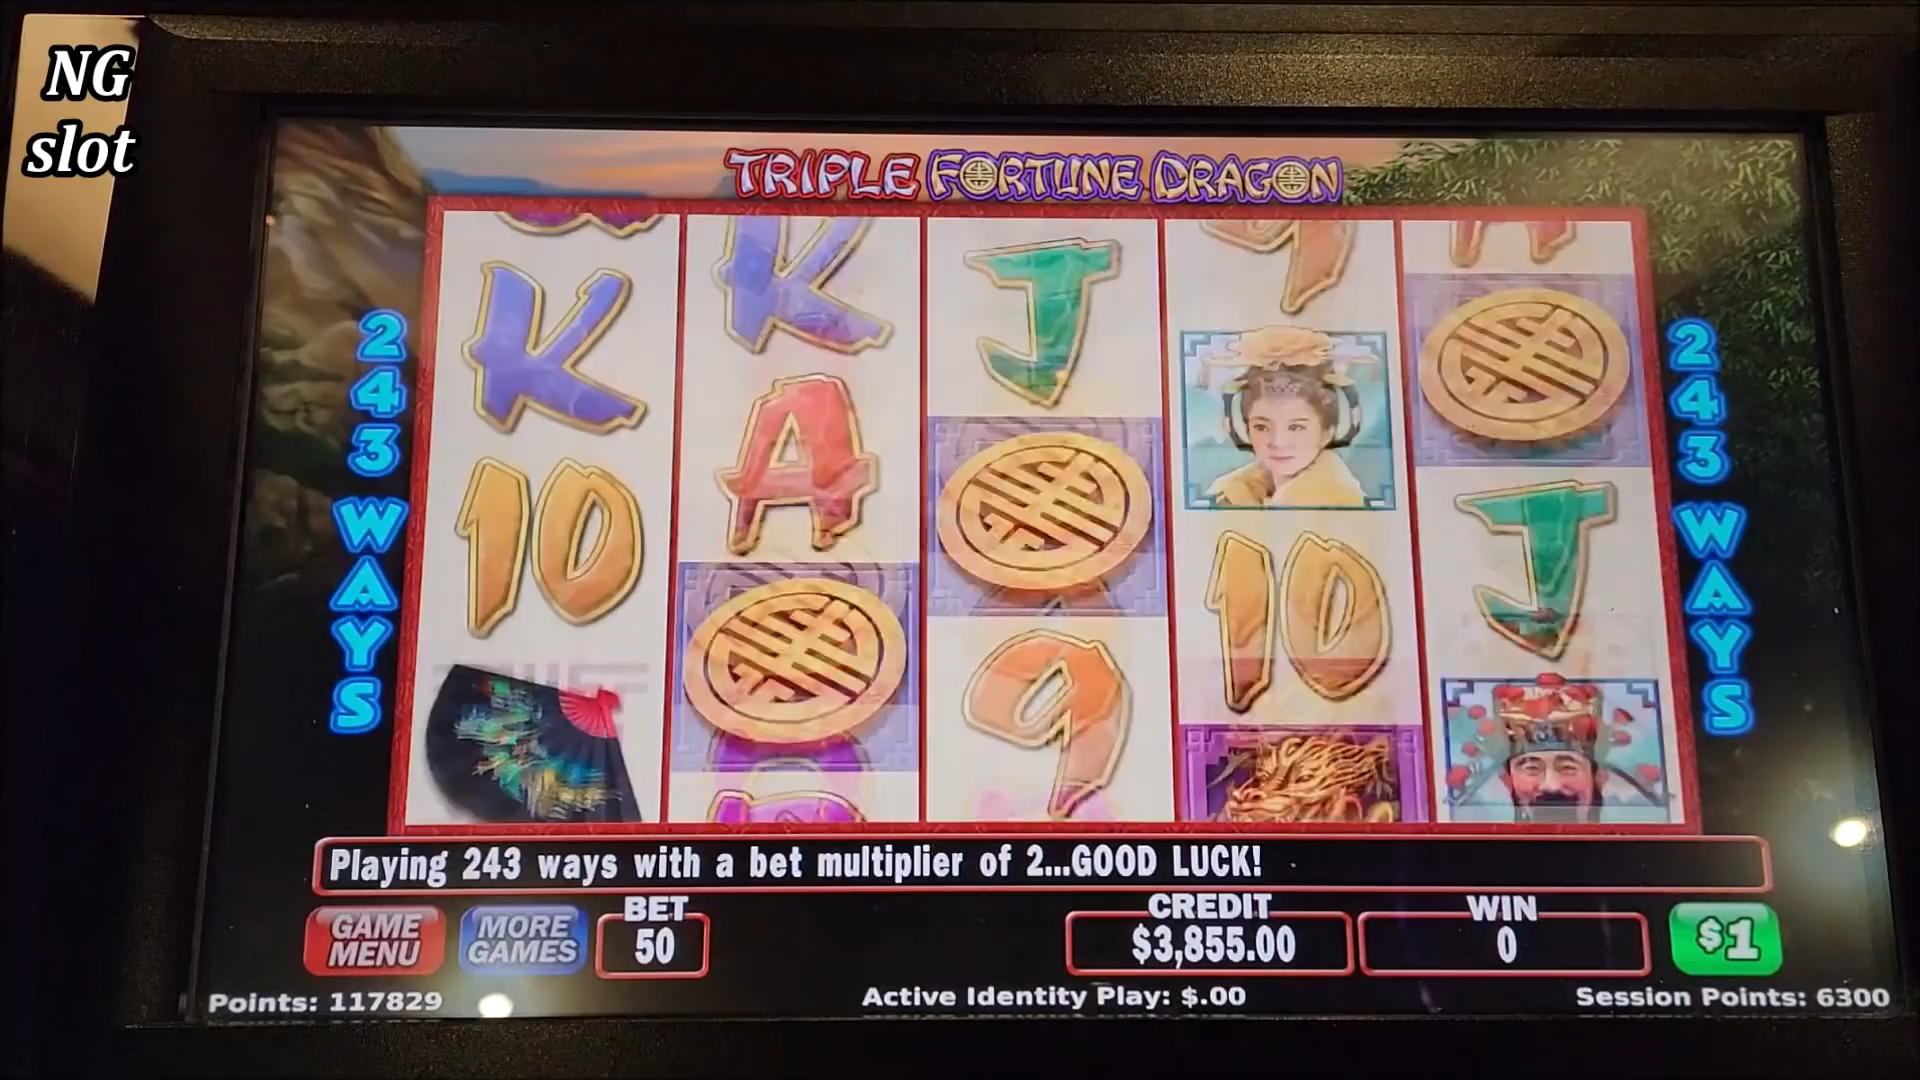 NG
slot
TRIPLE FORTUNE DRAGON
243 WAYS
243 WAYS
K
K
J
9
A
10
A
J
9
10
Playing 243 ways with a bet multiplier of 2...GOOD LUCK!
GAME
MENU
MORE
GAMES
BET
50
CREDIT
$3,855.00
WIN
0
$1
Points: 117829
Active Identity Play: $.00
Session Points: 6300